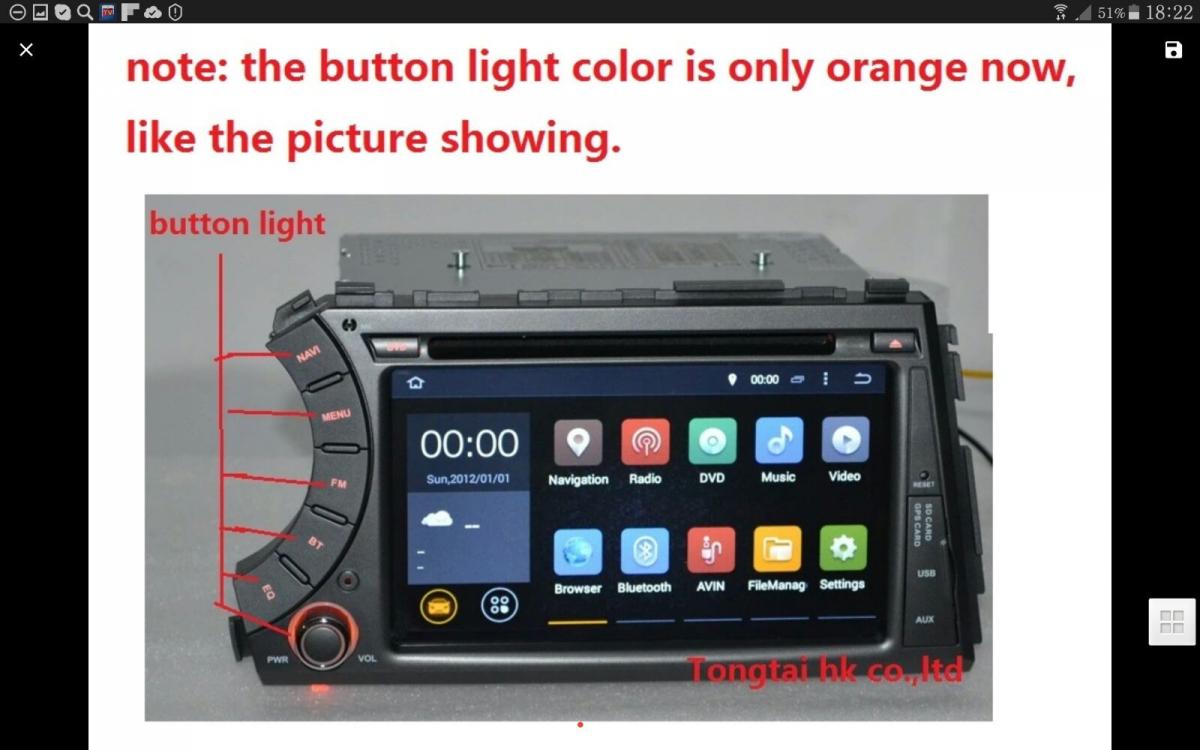 51% 18:22
note: the button light color is only orange now,
like the picture showing.
button light
NAVI
MENU
FM
BT
EQ
PWR
VOL
00:00
00:00
Sun,2012/01/01
Navigation
Radio
DVD
Music
Video
Browser
Bluetooth
AVIN
FileManag
Settings
RESET
SD CARD
GPS CARD
USB
AUX
Tongtai hk co.,ltd